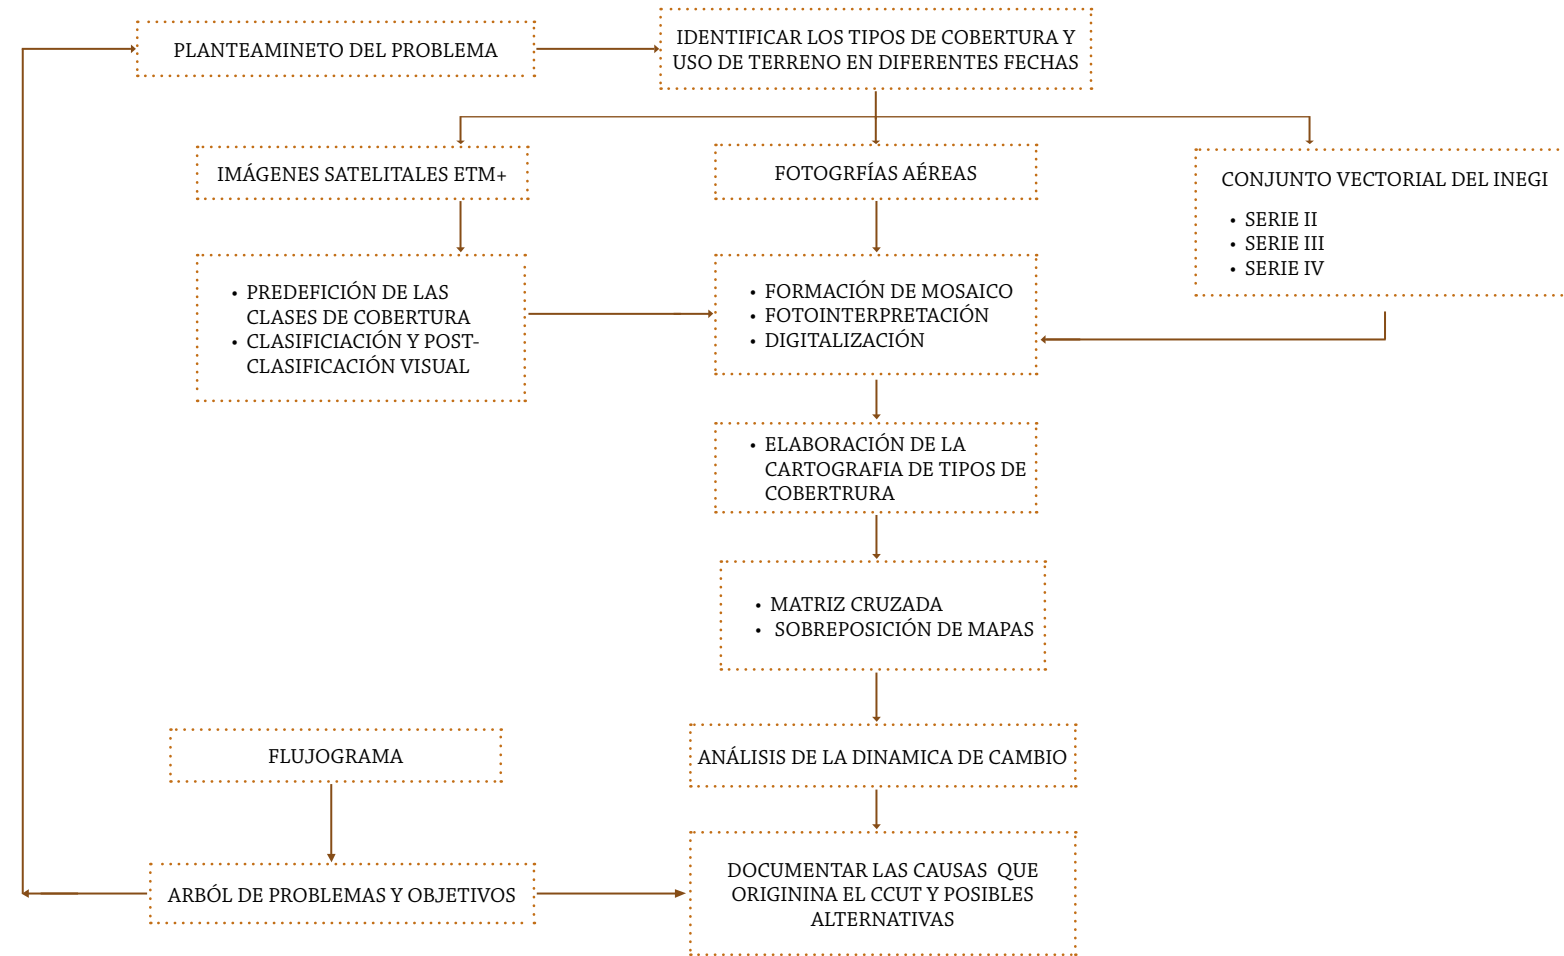 PLANTEAMINETO DEL PROBLEMA
IDENTIFICAR LOS TIPOS DE COBERTURA Y
USO DE TERRENO EN DIFERENTES FECHAS
IMÁGENES SATELITALES ETM+
FOTOGRFÍAS AÉREAS
CONJUNTO VECTORIAL DEL INEGI
• SERIE II
• SERIE III
• SERIE IV
• PREDEFICIÓN DE LAS
CLASES DE COBERTURA
• CLASIFICIACIÓN Y POST-
CLASIFICACIÓN VISUAL
• FORMACIÓN DE MOSAICO
• FOTOINTERPRETACIÓN
• DIGITALIZACIÓN
• ELABORACIÓN DE LA
CARTOGRAFIA DE TIPOS DE
COBERTRURA
• MATRIZ CRUZADA
• SOBREPOSICIÓN DE MAPAS
FLUJOGRAMA
ANÁLISIS DE LA DINAMICA DE CAMBIO
ARBÓL DE PROBLEMAS Y OBJETIVOS
DOCUMENTAR LAS CAUSAS QUE
ORIGININA EL CCUT Y POSIBLES
ALTERNATIVAS